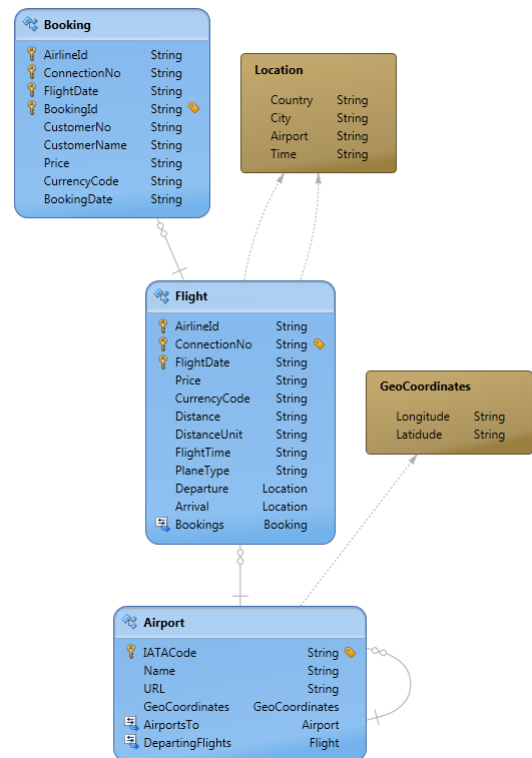 Booking
AirlineId String
ConnectionNo String
FlightDate String
BookingId String
CustomerNo String
CustomerName String
Price String
CurrencyCode String
BookingDate String
Location
Country String
City String
Airport String
Time String
Flight
AirlineId String
ConnectionNo String
FlightDate String
Price String
CurrencyCode String
Distance String
DistanceUnit String
FlightTime String
PlaneType String
Departure Location
Arrival Location
Bookings Booking
GeoCoordinates
Longitude String
Latidude String
Airport
IATACode String
Name String
URL String
GeoCoordinates GeoCoordinates
AirportsTo Airport
DepartingFlights Flight